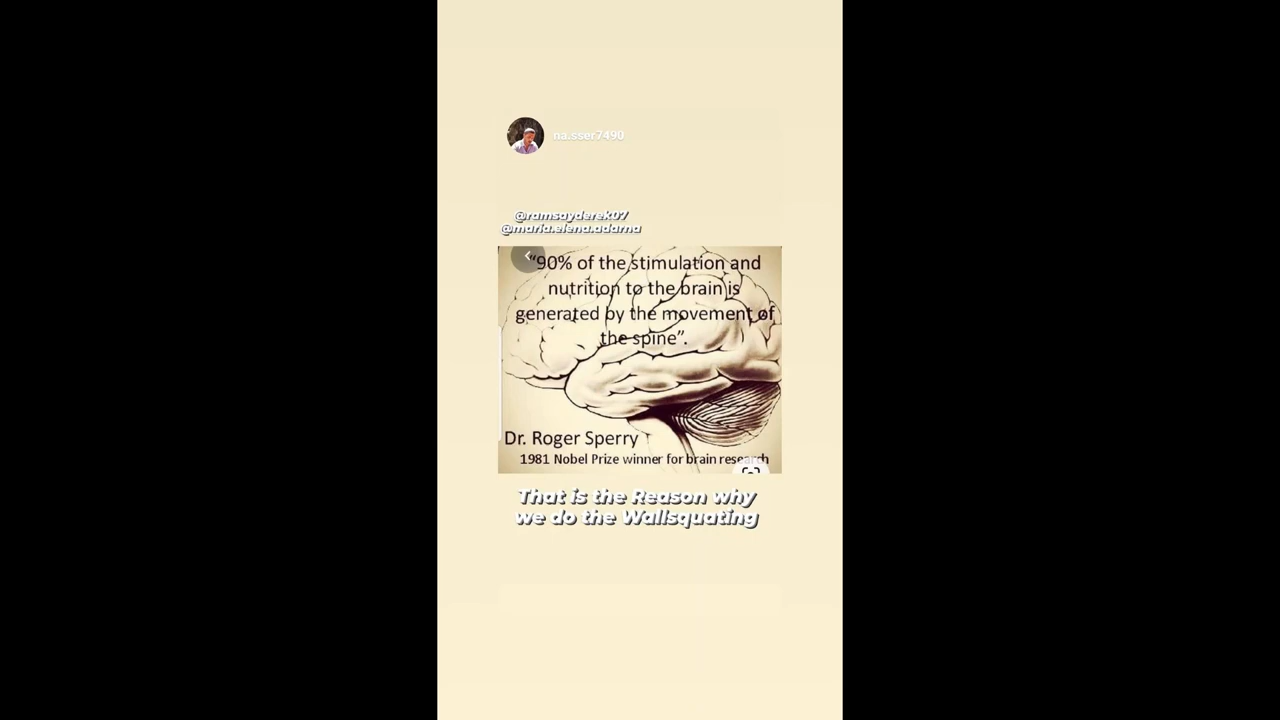 na.sser7490
@ramsayderek07
@maria.elena.adarna
“90% of the stimulation and
nutrition to the brain is
generated by the movement of
the spine”.
Dr. Roger Sperry
1981 Nobel Prize winner for brain research
That is the Reason why
we do the Wallsquating